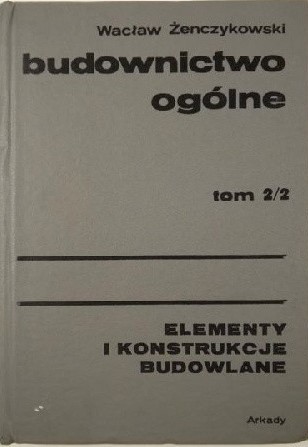 Wacław Żenczykowski
budownictwo
ogólne
tom 2/2
ELEMENTY
I KONSTRUKCJE
BUDOWLANE
Arkady